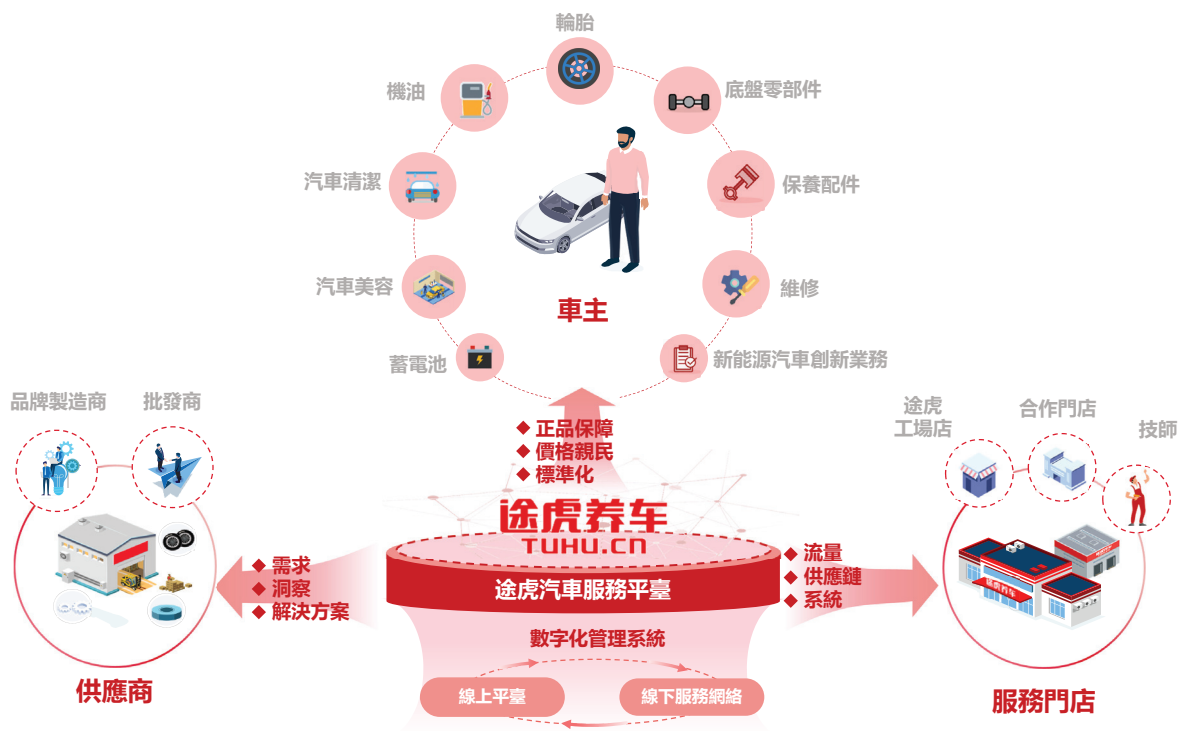 輪胎
機油
底盤零部件
汽車清潔
保養配件
汽車美容
維修
車主
蓄電池
新能源汽車創新業務
品牌製造商
批發商
途虎
工場店
合作門店
技師
◆ 正品保障
◆ 價格親民
◆ 標準化
途虎养车
TUHU.CN
途虎汽車服務平臺
◆ 需求
◆ 洞察
◆ 解決方案
◆ 流量
◆ 供應鏈
◆ 系統
途虎养车
數字化管理系統
線上平臺
線下服務網絡
供應商
服務門店